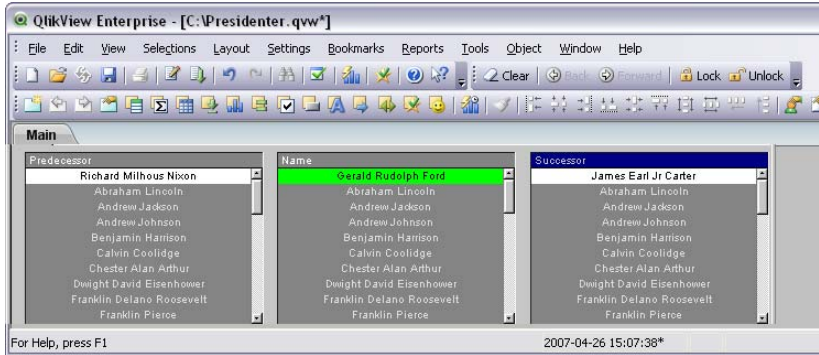 QlikView Enterprise - [C:\Presidenter.qvw*]
File Edit View Selections Layout Settings Bookmarks Reports Tools Object Window Help
Clear Back Forward Lock Unlock
Main
Predecessor Name Successor
Richard Milhous Nixon Gerald Rudolph Ford James Earl Jr Carter
Abraham Lincoln Abraham Lincoln Abraham Lincoln
Andrew Jackson Andrew Jackson Andrew Jackson
Andrew Johnson Andrew Johnson Andrew Johnson
Benjamin Harrison Benjamin Harrison Benjamin Harrison
Calvin Coolidge Calvin Coolidge Calvin Coolidge
Chester Alan Arthur Chester Alan Arthur Chester Alan Arthur
Dwight David Eisenhower Dwight David Eisenhower Dwight David Eisenhower
Franklin Delano Roosevelt Franklin Delano Roosevelt Franklin Delano Roosevelt
Franklin Pierce Franklin Pierce Franklin Pierce
For Help, press F1 2007-04-26 15:07:38*